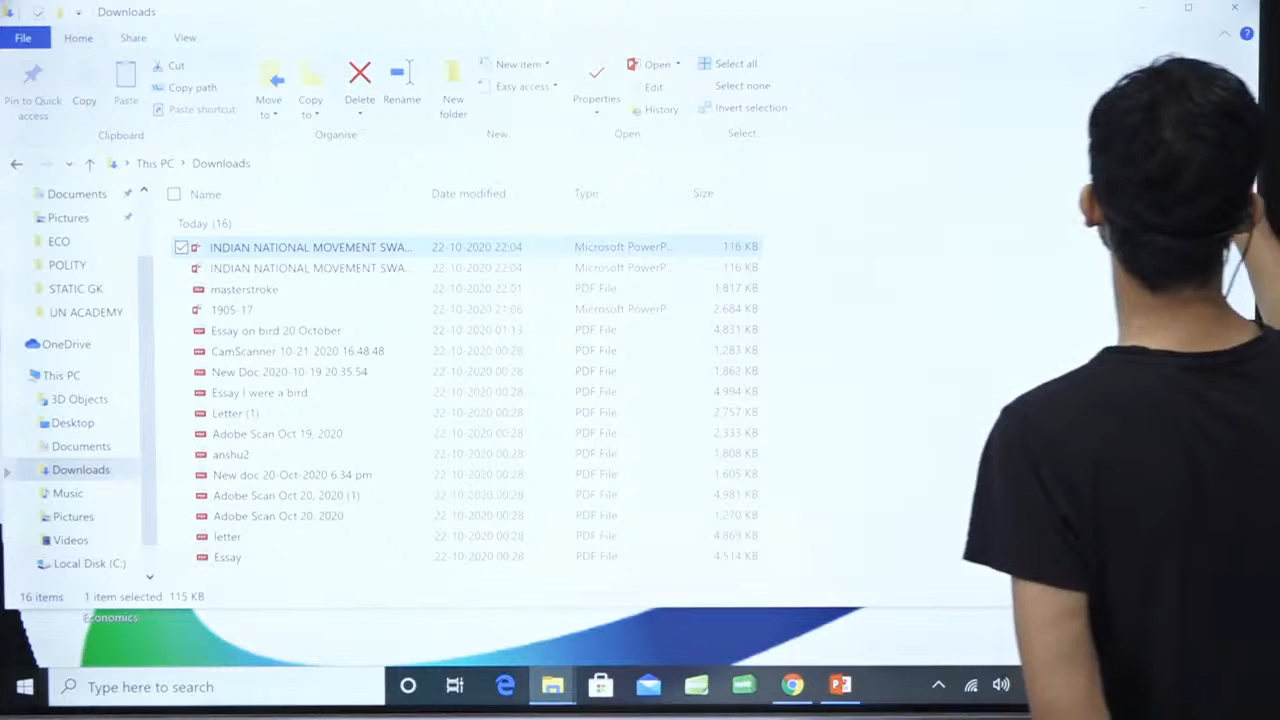 Downloads
File Home Share View
Pin to Quick access
Copy
Paste
Cut
Copy path
Paste shortcut
Clipboard
Move to
Copy to
Delete
Rename
Organise
New folder
New item
Easy access
New
Properties
Open
Edit
History
Open
Select all
Select none
Invert selection
Select
This PC > Downloads
Documents
Pictures
ECO
POLITY
STATIC GK
UN ACADEMY
OneDrive
This PC
3D Objects
Desktop
Documents
Downloads
Music
Pictures
Videos
Local Disk (C:)
Name Date modified Type Size
Today (16)
INDIAN NATIONAL MOVEMENT SWA... 22-10-2020 22:04 Microsoft PowerP... 116 KB
INDIAN NATIONAL MOVEMENT SWA... 22-10-2020 22:04 Microsoft PowerP... 116 KB
masterstroke 22-10-2020 22:01 PDF File 1,817 KB
1905-17 22-10-2020 21:06 Microsoft PowerP... 2,684 KB
Essay on bird 20 October 22-10-2020 01:13 PDF File 4,831 KB
CamScanner 10-21-2020 16.48.48 22-10-2020 00:28 PDF File 1,283 KB
New Doc 2020-10-19 20.35.54 22-10-2020 00:28 PDF File 1,862 KB
Essay I were a bird 22-10-2020 00:28 PDF File 4,994 KB
Letter (1) 22-10-2020 00:28 PDF File 2,757 KB
Adobe Scan Oct 19, 2020 22-10-2020 00:28 PDF File 2,333 KB
anshu2 22-10-2020 00:28 PDF File 1,808 KB
New doc 20-Oct-2020 6.34 pm 22-10-2020 00:28 PDF File 1,605 KB
Adobe Scan Oct 20, 2020 (1) 22-10-2020 00:28 PDF File 4,981 KB
Adobe Scan Oct 20, 2020 22-10-2020 00:28 PDF File 1,270 KB
letter 22-10-2020 00:28 PDF File 4,869 KB
Essay 22-10-2020 00:28 PDF File 4,514 KB
16 items 1 item selected 115 KB
Economics
Type here to search